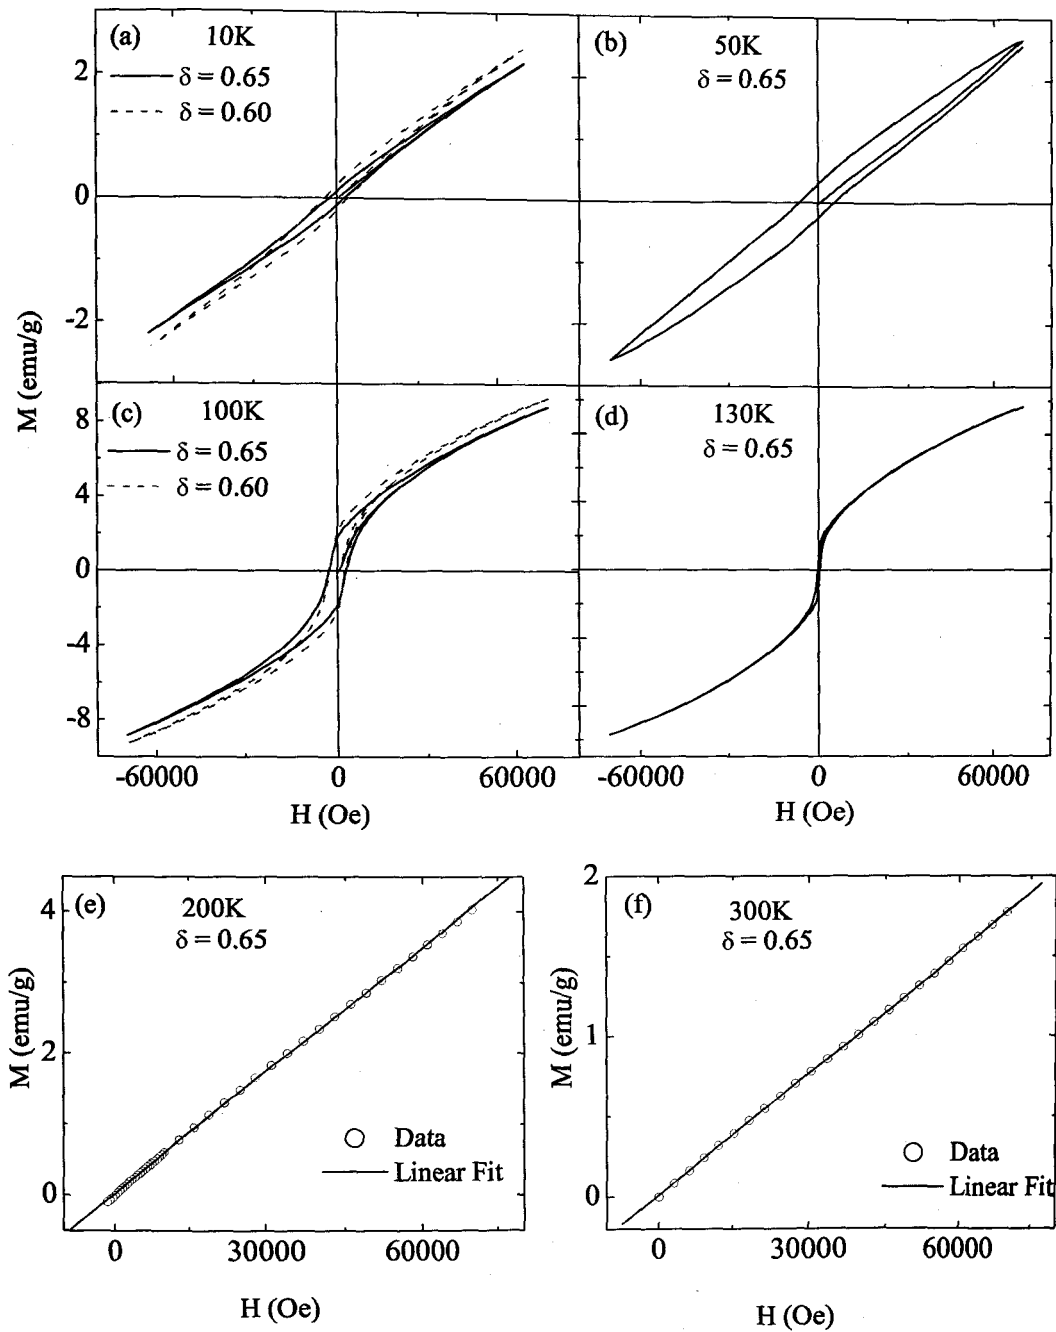 (a) 10K
δ = 0.65
δ = 0.60
(b) 50K
δ = 0.65
2
0
-2
M (emu/g)
(c) 100K
δ = 0.65
δ = 0.60
(d) 130K
δ = 0.65
8
4
0
-4
-8
-60000 0 60000
H (Oe)
-60000 0 60000
H (Oe)
(e) 200K
δ = 0.65
4
2
0
M (emu/g)
Data
Linear Fit
0 30000 60000
H (Oe)
(f) 300K
δ = 0.65
2
1
0
M (emu/g)
Data
Linear Fit
0 30000 60000
H (Oe)